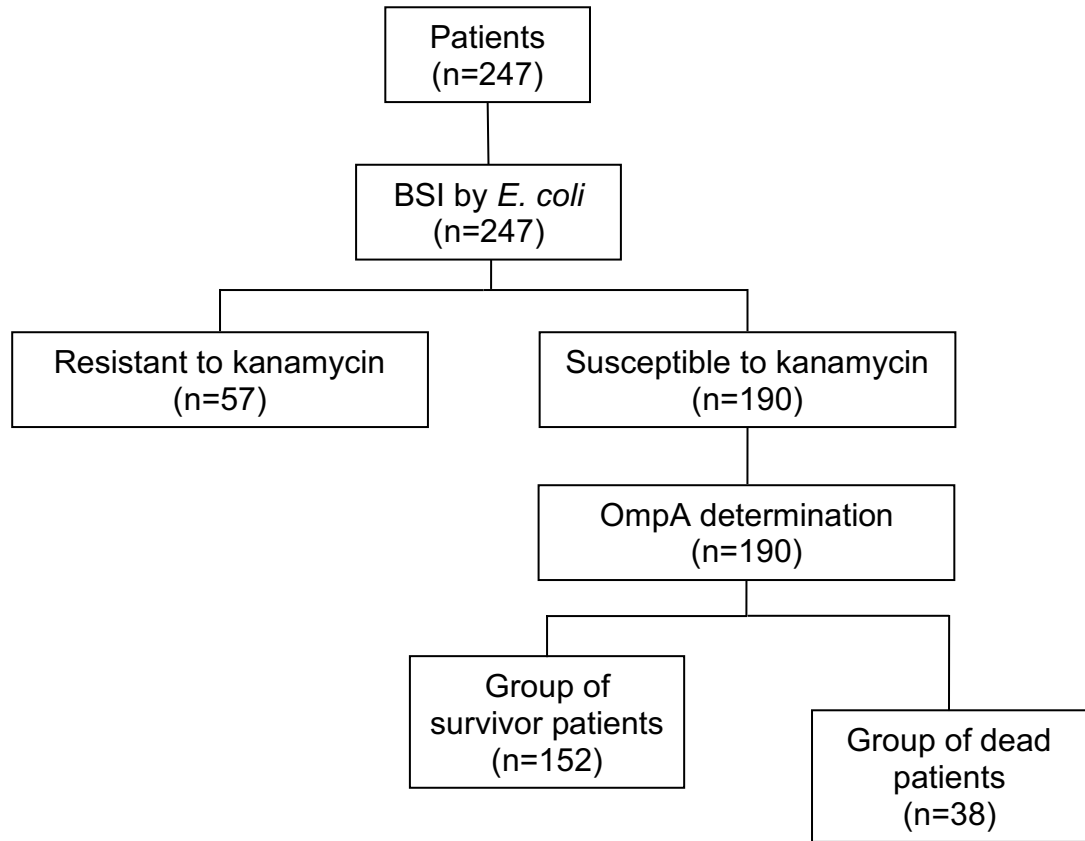 Patients
(n=247)
BSI by E. coli
(n=247)
Resistant to kanamycin
(n=57)
Susceptible to kanamycin
(n=190)
OmpA determination
(n=190)
Group of
survivor patients
(n=152)
Group of dead
patients
(n=38)